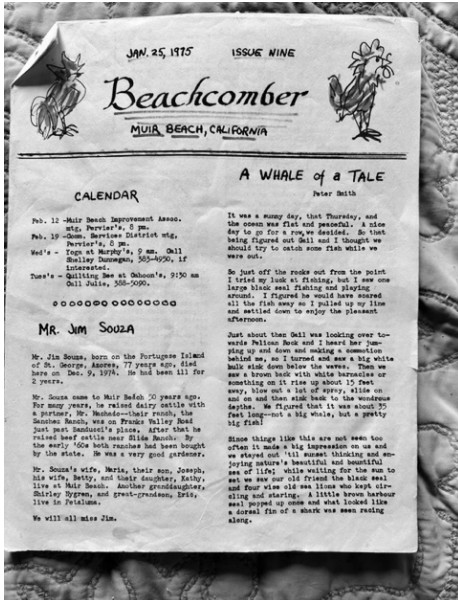 JAN. 25, 1975
ISSUE NINE
Beachcomber
MUIR BEACH, CALIFORNIA
CALENDAR
Feb. 12 -Muir Beach Improvement Assoc.
mtg, Pervier's, 8 pm.
Feb. 19 -Comm. Services District mtg,
Pervier's, 8 pm.
Wed's - Yoga at Murphy's, 9 am. Call
Shelley Dunnegan, 383-4950, if
interested.
Tues's - Quilting Bee at Cahoon's, 9:30 am
Call Julie, 388-5090.
MR. JIM SOUZA
Mr. Jim Souza, born on the Portugese Island
of St. George, Azores, 77 years ago, died
here on Dec. 9, 1974. He had been ill for
2 years.
Mr. Souza came to Muir Beach 50 years ago.
For many years, he raised dairy cattle with
a partner, Mr. Machado--their ranch, the
Sanches Ranch, was on Franks Valley Road
just past Banducci's place. After that he
raised beef cattle near Slide Ranch. By
the early '60s both ranches had been bought
by the state. He was a very good gardener.
Mr. Souza's wife, Maria, their son, Joseph,
his wife, Betty, and their daughter, Kathy,
live at Muir Beach. Another granddaughter,
Shirley Nygren, and great-grandson, Eric,
live in Petaluma.
We will all miss Jim.
A WHALE of a TALE
Peter Smith
It was a sunny day, that Thursday, and
the ocean was flat and peaceful. A nice
day to go for a row, we decided. So that
being figured out Gail and I thought we
should try to catch some fish while we
were out.
So just off the rocks out from the point
I tried my luck at fishing, but I saw one
large black seal fishing and playing
around. I figured he would have scared
all the fish away so I pulled up my line
and settled down to enjoy the pleasant
afternoon.
Just about then Gail was looking over to-
wards Pelican Rock and I heard her jum-
ping up and down and making a commotion
behind me, so I turned and saw a big white
bulk sink down below the waves. Then we
saw a brown back with white barnacles or
something on it rise up about 15 feet
away, blow out a lot of spray, slide on
and on and then sink back to the wondrous
depths. We figured that it was about 35
feet long--not a big whale, but a pretty
big fish!
Since things like this are not seen too
often it made a big impression on us and
we stayed out 'til sunset thinking and en-
joying nature's beautiful and bountiful
sea of life; while waiting for the sun to
set we saw our old friend the black seal
and four wise old sea lions who kept cir-
cling and staring. A little brown harbour
seal popped up once and what looked like
a dorsal fin of a shark was seen racing
along.